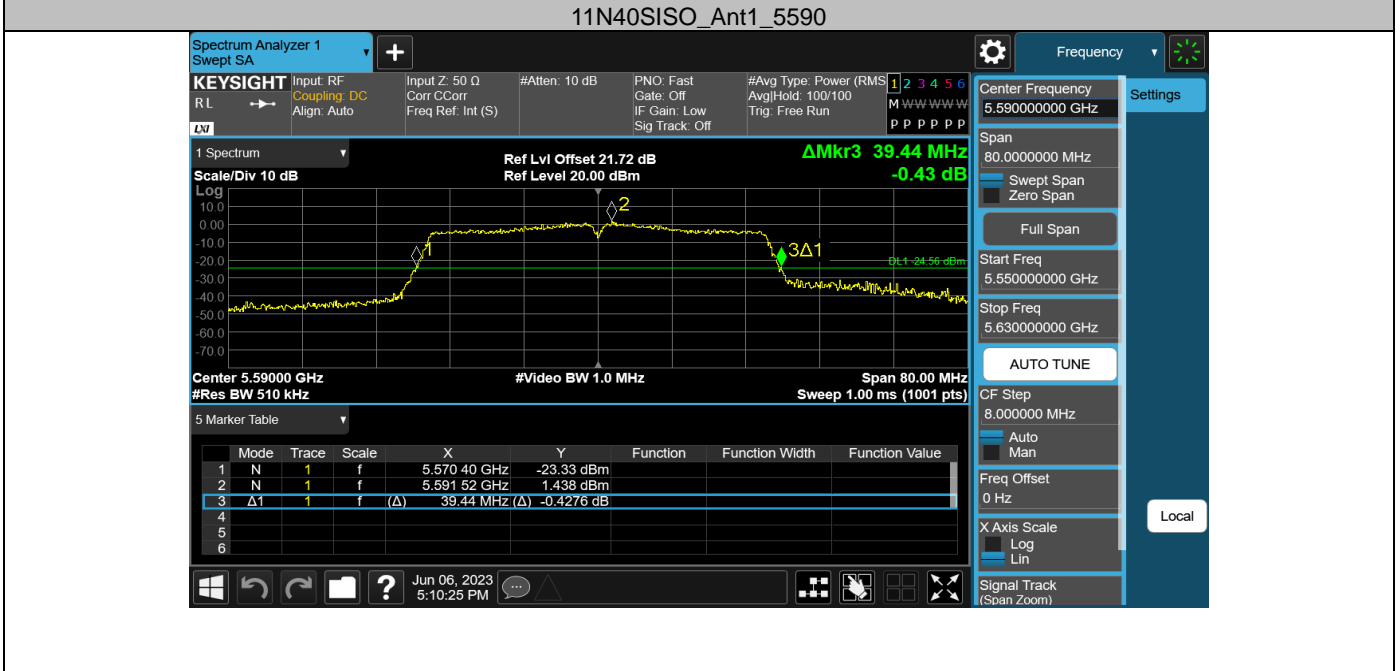 11N40SISO_Ant1_5590
Spectrum Analyzer 1
Swept SA
+
Frequency
KEYSIGHT
R L
LXI
Input: RF
Coupling: DC
Align: Auto
Input Z: 50 Ω
Corr CCorr
Freq Ref: Int (S)
#Atten: 10 dB
PNO: Fast
Gate: Off
IF Gain: Low
Sig Track: Off
#Avg Type: Power (RMS
Avg|Hold: 100/100
Trig: Free Run
1 2 3 4 5 6
M W W W W W
P P P P P P
1 Spectrum
Scale/Div 10 dB
Ref Lvl Offset 21.72 dB
Ref Level 20.00 dBm
ΔMkr3 39.44 MHz
-0.43 dB
Log
10.0
0.00
-10.0
-20.0
-30.0
-40.0
-50.0
-60.0
-70.0
1
2
3Δ1
DL1 -24.56 dBm
Center 5.59000 GHz
#Video BW 1.0 MHz
Span 80.00 MHz
#Res BW 510 kHz
Sweep 1.00 ms (1001 pts)
5 Marker Table
Mode Trace Scale X Y Function Function Width Function Value
1 N 1 f 5.570 40 GHz -23.33 dBm
2 N 1 f 5.591 52 GHz 1.438 dBm
3 Δ1 1 f (Δ) 39.44 MHz (Δ) -0.4276 dB
4
5
6
?
Jun 06, 2023
5:10:25 PM
Center Frequency
5.590000000 GHz
Settings
Span
80.0000000 MHz
Swept Span
Zero Span
Full Span
Start Freq
5.550000000 GHz
Stop Freq
5.630000000 GHz
AUTO TUNE
CF Step
8.000000 MHz
Auto
Man
Freq Offset
0 Hz
Local
X Axis Scale
Log
Lin
Signal Track
(Span Zoom)